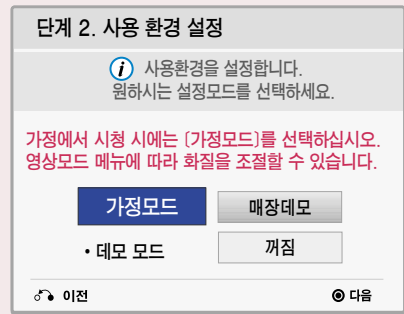 단계 2. 사용 환경 설정
i 사용환경을 설정합니다.
원하시는 설정모드를 선택하세요.
가정에서 시청 시에는 [가정모드]를 선택하십시오.
영상모드 메뉴에 따라 화질을 조절할 수 있습니다.
가정모드 매장데모
• 데모 모드 꺼짐
이전 ◉ 다음